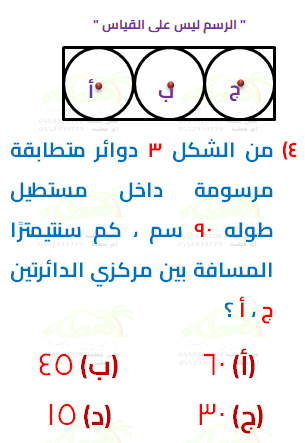 " الرسم ليس على القياس "
أ ب ج
٤) من الشكل ٣ دوائر متطابقة
مرسومة داخل مستطيل
طوله ٩٠ سم ، كم سنتيمترًا
المسافة بين مركزي الدائرتين
ج ، أ ؟
(أ) ٦٠ (ب) ٤٥
(ج) ٣٠ (د) ١٥